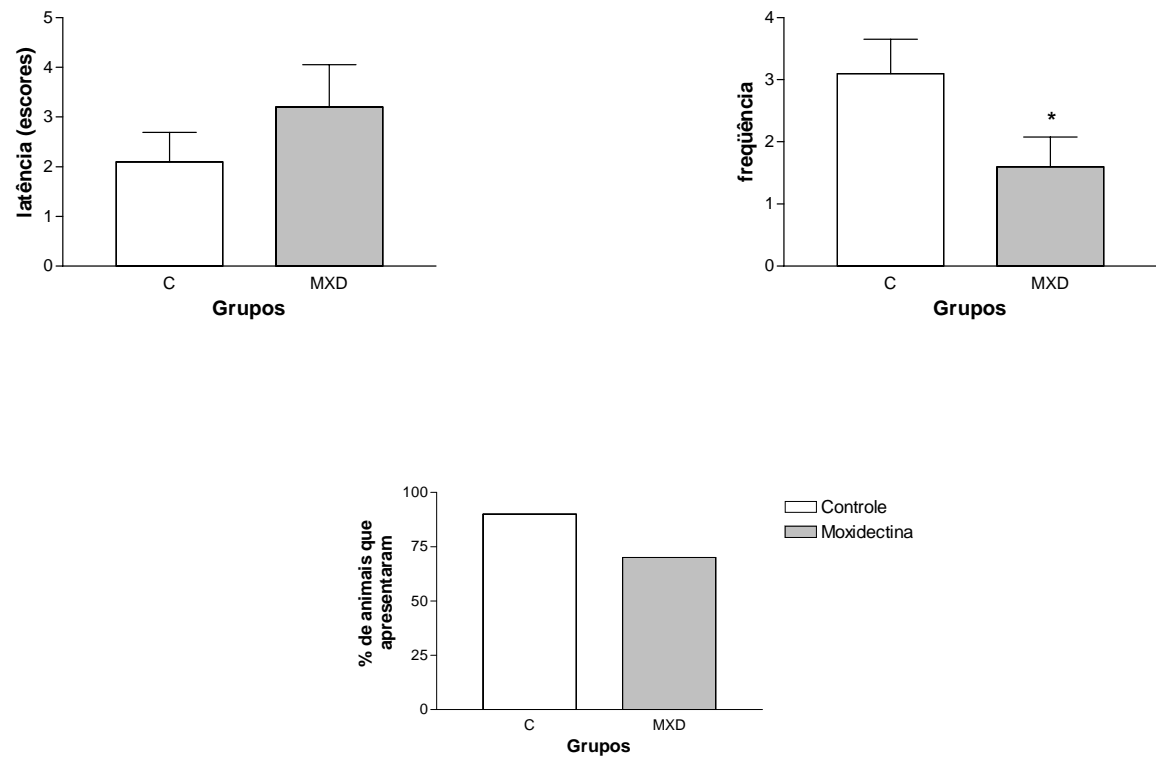 latência (escores)
5
4
3
2
1
0
C
MXD
Grupos
freqüência
4
3
2
1
0
*
C
MXD
Grupos
% de animais que
apresentaram
100
75
50
25
0
C
MXD
Grupos
Controle
Moxidectina